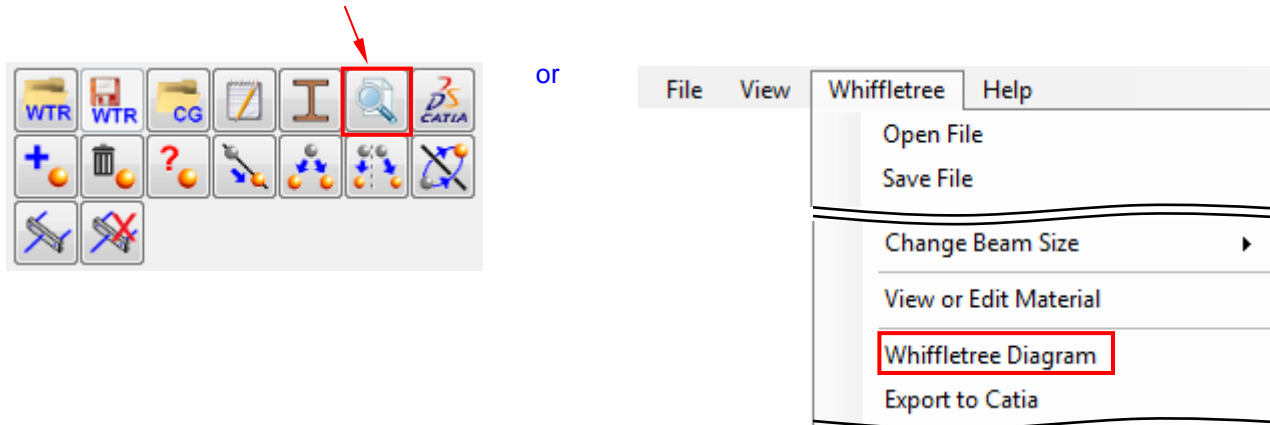 or
WTR
WTR
CG
?
DS
CATIA
File View Whiffletree Help
Open File
Save File
Change Beam Size
View or Edit Material
Whiffletree Diagram
Export to Catia